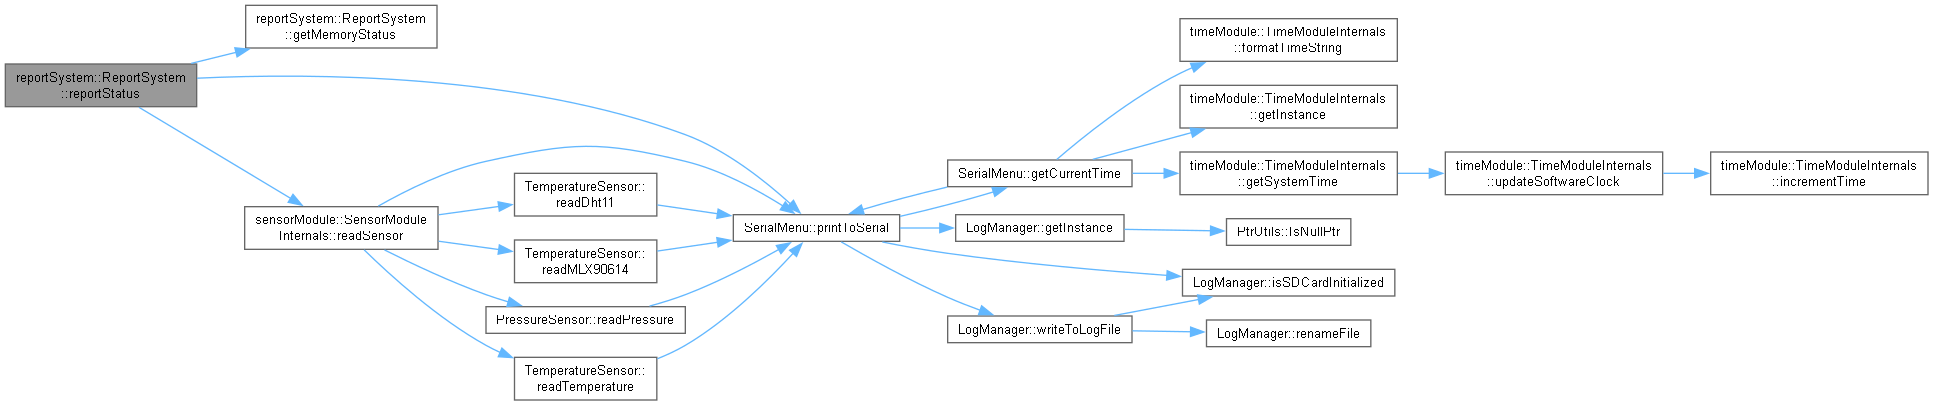 reportSystem::ReportSystem
::reportStatus
reportSystem::ReportSystem
::getMemoryStatus
sensorModule::SensorModule
Internals::readSensor
TemperatureSensor::
readDht11
TemperatureSensor::
readMLX90614
PressureSensor::readPressure
TemperatureSensor::
readTemperature
SerialMenu::printToSerial
SerialMenu::getCurrentTime
LogManager::getInstance
LogManager::writeToLogFile
timeModule::TimeModuleInternals
::formatTimeString
timeModule::TimeModuleInternals
::getInstance
timeModule::TimeModuleInternals
::getSystemTime
PtrUtils::IsNullPtr
LogManager::isSDCardInitialized
LogManager::renameFile
timeModule::TimeModuleInternals
::updateSoftwareClock
timeModule::TimeModuleInternals
::incrementTime